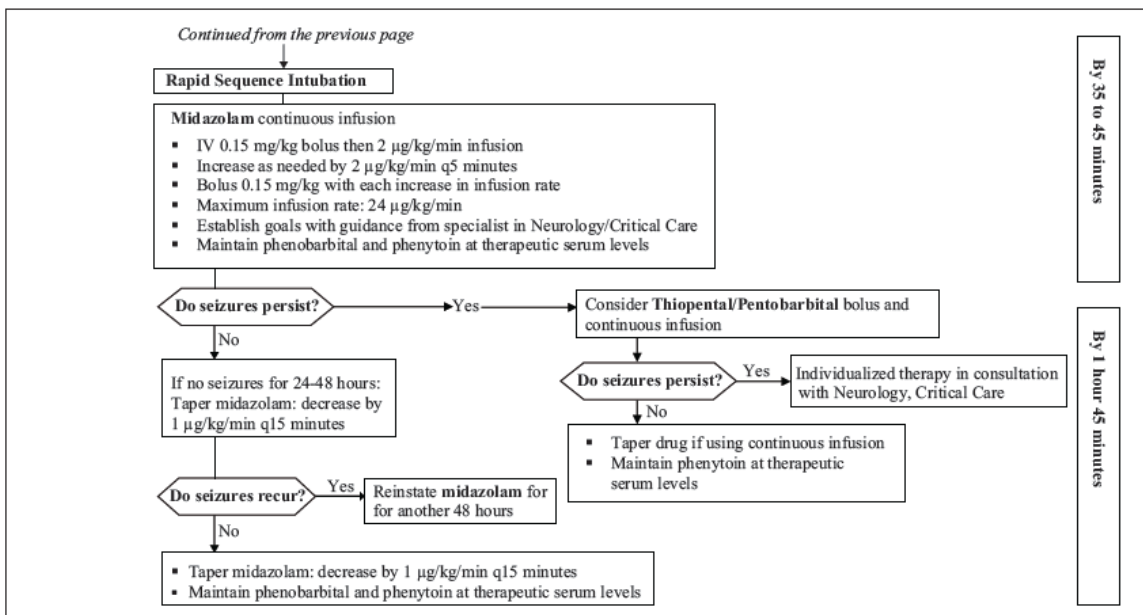 Continued from the previous page
Rapid Sequence Intubation
Midazolam continuous infusion
▪ IV 0.15 mg/kg bolus then 2 µg/kg/min infusion
▪ Increase as needed by 2 µg/kg/min q5 minutes
▪ Bolus 0.15 mg/kg with each increase in infusion rate
▪ Maximum infusion rate: 24 µg/kg/min
▪ Establish goals with guidance from specialist in Neurology/Critical Care
▪ Maintain phenobarbital and phenytoin at therapeutic serum levels
By 35 to 45 minutes
Do seizures persist?
Yes
Consider Thiopental/Pentobarbital bolus and
continuous infusion
No
If no seizures for 24-48 hours:
Taper midazolam: decrease by
1 µg/kg/min q15 minutes
Do seizures persist?
Yes
Individualized therapy in consultation
with Neurology, Critical Care
No
▪ Taper drug if using continuous infusion
▪ Maintain phenytoin at therapeutic
serum levels
Do seizures recur?
Yes
Reinstate midazolam for
for another 48 hours
No
▪ Taper midazolam: decrease by 1 µg/kg/min q15 minutes
▪ Maintain phenobarbital and phenytoin at therapeutic serum levels
By 1 hour 45 minutes